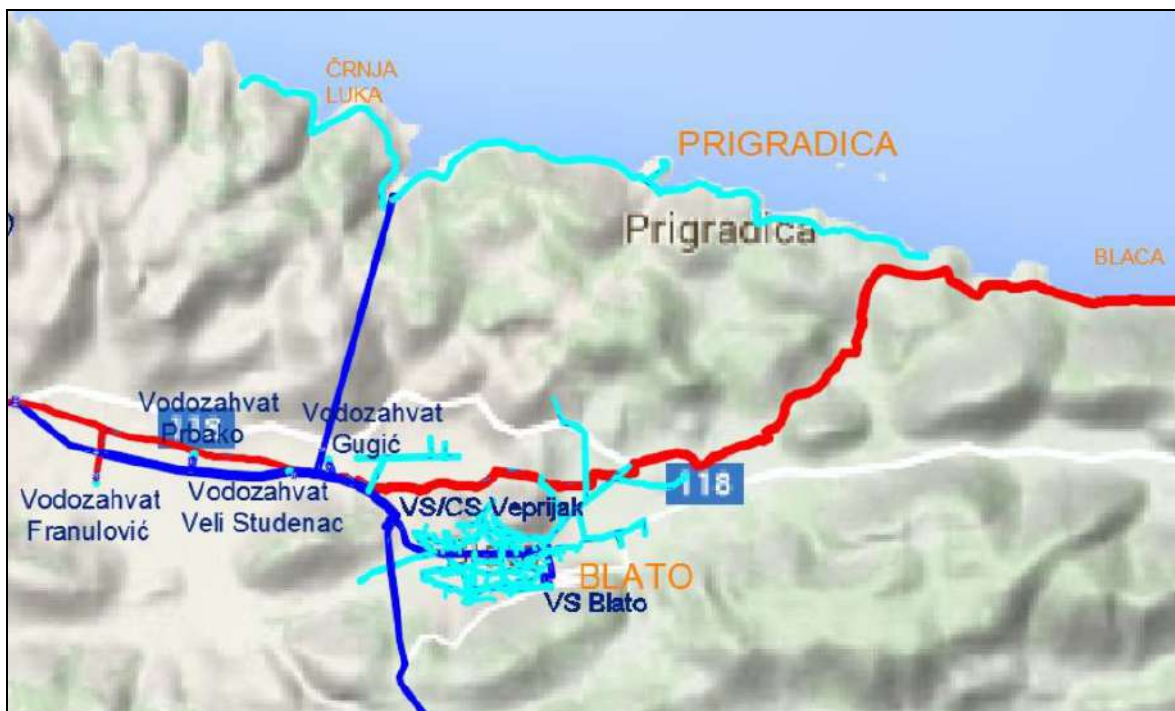 ČRNJA
LUKA
PRIGRADICA
Prigradica
BLACA
Vodozahvat
Prbako
118
Vodozahvat
Gugić
Vodozahvat
Franulović
Vodozahvat
Veli Studenac
VS/CS Veprijak
118
BLATO
VS Blato